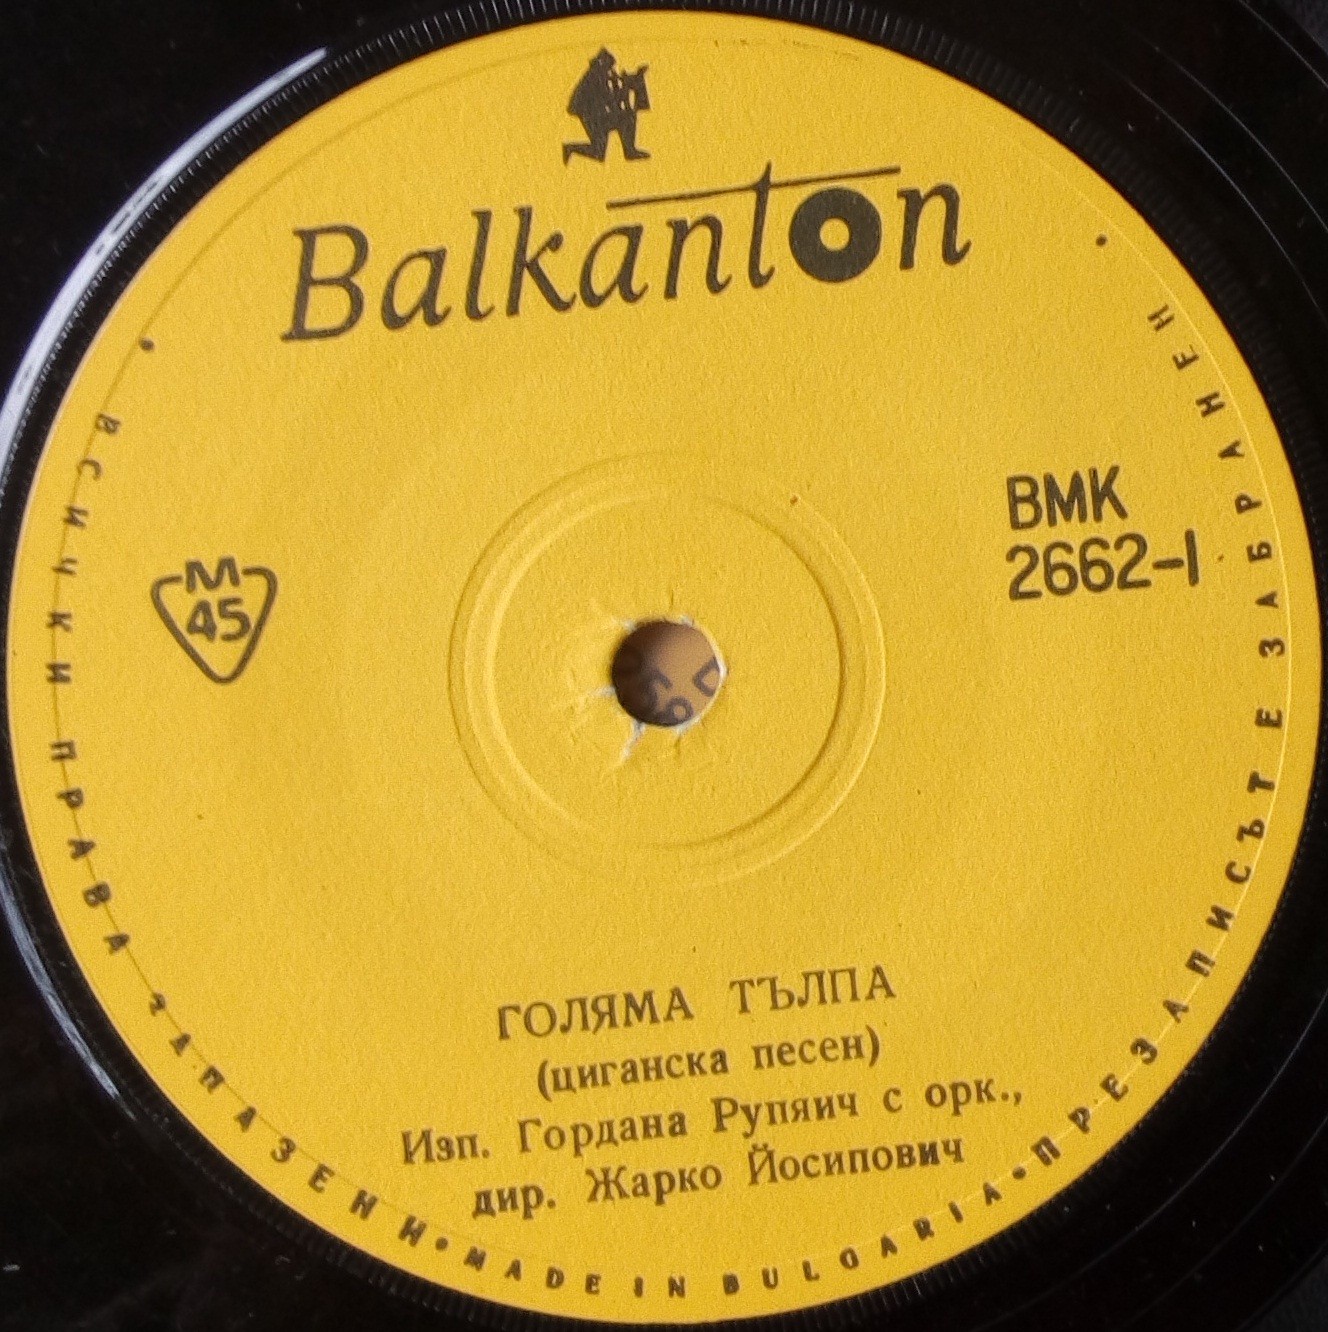 Balkanton
ВМК
2662-I
М
45
ГОЛЯМА ТЪЛПА
(циганска песен)
Изп. Гордана Рупяич с орк.,
дир. Жарко Йосипович
• ВСИЧКИ ПРАВА ЗАПАЗЕНИ • MADE IN BULGARIA • ПРЕЗАПИСЪТ Е ЗАБРАНЕН •